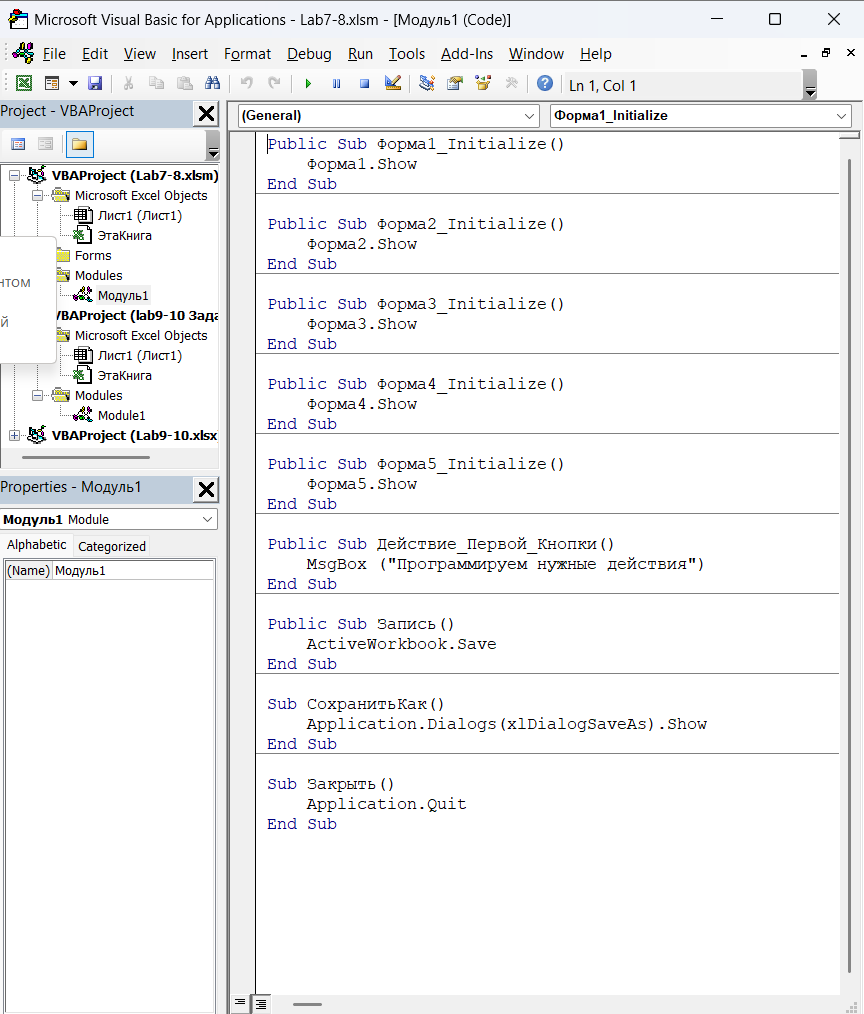 Microsoft Visual Basic for Applications - Lab7-8.xlsm - [Модуль1 (Code)]
File Edit View Insert Format Debug Run Tools Add-Ins Window Help
Ln 1, Col 1
Project - VBAProject
VBAProject (Lab7-8.xlsm)
Microsoft Excel Objects
Лист1 (Лист1)
ЭтаКнига
Forms
Modules
Модуль1
VBAProject (lab9-10 Зада
Microsoft Excel Objects
Лист1 (Лист1)
ЭтаКнига
Modules
Module1
VBAProject (Lab9-10.xlsx
нтом
й
Properties - Модуль1
Модуль1 Module
Alphabetic Categorized
(Name) Модуль1
(General) Форма1_Initialize
Public Sub Форма1_Initialize()
Форма1.Show
End Sub
Public Sub Форма2_Initialize()
Форма2.Show
End Sub
Public Sub Форма3_Initialize()
Форма3.Show
End Sub
Public Sub Форма4_Initialize()
Форма4.Show
End Sub
Public Sub Форма5_Initialize()
Форма5.Show
End Sub
Public Sub Действие_Первой_Кнопки()
MsgBox ("Программируем нужные действия")
End Sub
Public Sub Запись()
ActiveWorkbook.Save
End Sub
Sub СохранитьКак()
Application.Dialogs(xlDialogSaveAs).Show
End Sub
Sub Закрыть()
Application.Quit
End Sub